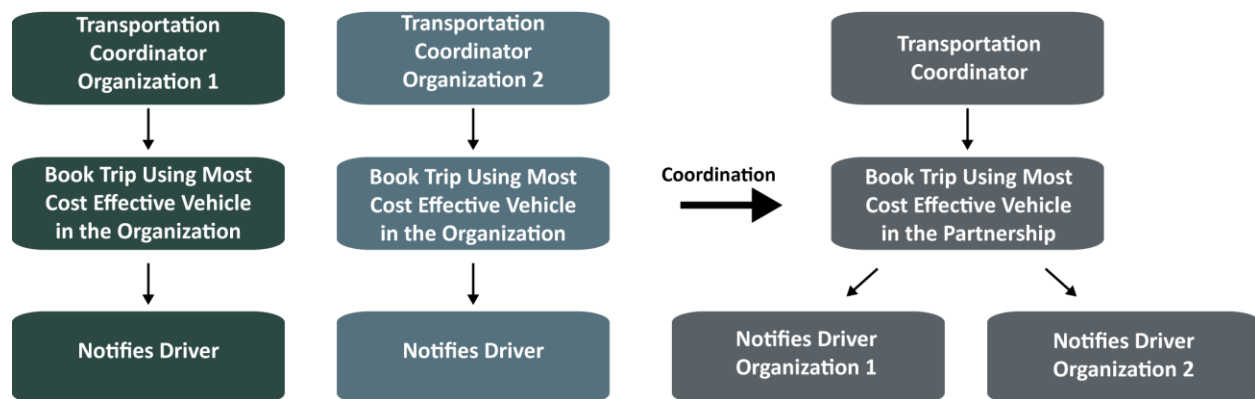 Transportation
Coordinator
Organization 1
Book Trip Using Most
Cost Effective Vehicle
in the Organization
Notifies Driver
Transportation
Coordinator
Organization 2
Book Trip Using Most
Cost Effective Vehicle
in the Organization
Notifies Driver
Coordination
Transportation
Coordinator
Book Trip Using Most
Cost Effective Vehicle
in the Partnership
Notifies Driver
Organization 1
Notifies Driver
Organization 2